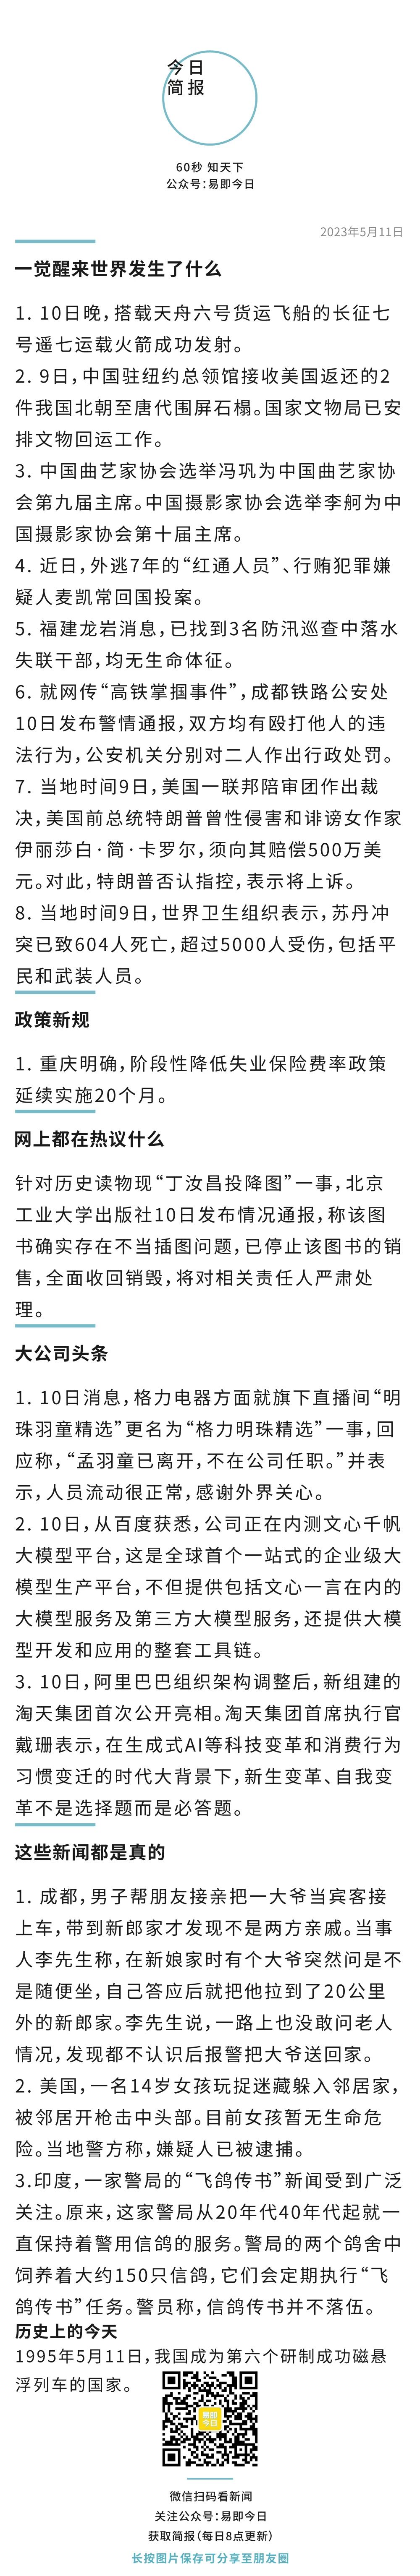 今日
简报
60秒 知天下
公众号：易即今日
2023年5月11日
一觉醒来世界发生了什么
1. 10日晚，搭载天舟六号货运飞船的长征七
号遥七运载火箭成功发射。
2. 9日，中国驻纽约总领馆接收美国返还的2
件我国北朝至唐代围屏石榻。国家文物局已安
排文物回运工作。
3. 中国曲艺家协会选举冯巩为中国曲艺家协
会第九届主席。中国摄影家协会选举李舸为中
国摄影家协会第十届主席。
4. 近日，外逃7年的“红通人员”、行贿犯罪嫌
疑人麦凯常回国投案。
5. 福建龙岩消息，已找到3名防汛巡查中落水
失联干部，均无生命体征。
6. 就网传“高铁掌掴事件”，成都铁路公安处
10日发布警情通报，双方均有殴打他人的违
法行为，公安机关分别对二人作出行政处罚。
7. 当地时间9日，美国一联邦陪审团作出裁
决，美国前总统特朗普曾性侵害和诽谤女作家
伊丽莎白·简·卡罗尔，须向其赔偿500万美
元。对此，特朗普否认指控，表示将上诉。
8. 当地时间9日，世界卫生组织表示，苏丹冲
突已致604人死亡，超过5000人受伤，包括平
民和武装人员。
政策新规
1. 重庆明确，阶段性降低失业保险费率政策
延续实施20个月。
网上都在热议什么
针对历史读物现“丁汝昌投降图”一事，北京
工业大学出版社10日发布情况通报，称该图
书确实存在不当插图问题，已停止该图书的销
售，全面收回销毁，将对相关责任人严肃处
理。
大公司头条
1. 10日消息，格力电器方面就旗下直播间“明
珠羽童精选”更名为“格力明珠精选”一事，回
应称，“孟羽童已离开，不在公司任职。”并表
示，人员流动很正常，感谢外界关心。
2. 10日，从百度获悉，公司正在内测文心千帆
大模型平台，这是全球首个一站式的企业级大
模型生产平台，不但提供包括文心一言在内的
大模型服务及第三方大模型服务，还提供大模
型开发和应用的整套工具链。
3. 10日，阿里巴巴组织架构调整后，新组建的
淘天集团首次公开亮相。淘天集团首席执行官
戴珊表示，在生成式AI等科技变革和消费行为
习惯变迁的时代大背景下，新生变革、自我变
革不是选择题而是必答题。
这些新闻都是真的
1. 成都，男子帮朋友接亲把一大爷当宾客接
上车，带到新郎家才发现不是两方亲戚。当事
人李先生称，在新娘家时有个大爷突然问是不
是随便坐，自己答应后就把他拉到了20公里
外的新郎家。李先生说，一路上也没敢问老人
情况，发现都不认识后报警把大爷送回家。
2. 美国，一名14岁女孩玩捉迷藏躲入邻居家，
被邻居开枪击中头部。目前女孩暂无生命危
险。当地警方称，嫌疑人已被逮捕。
3.印度，一家警局的“飞鸽传书”新闻受到广泛
关注。原来，这家警局从20年代40年代起就一
直保持着警用信鸽的服务。警局的两个鸽舍中
饲养着大约150只信鸽，它们会定期执行“飞
鸽传书”任务。警员称，信鸽传书并不落伍。
历史上的今天
1995年5月11日，我国成为第六个研制成功磁悬
浮列车的国家。
易即
今日
微信扫码看新闻
关注公众号：易即今日
获取简报（每日8点更新）
长按图片保存可分享至朋友圈